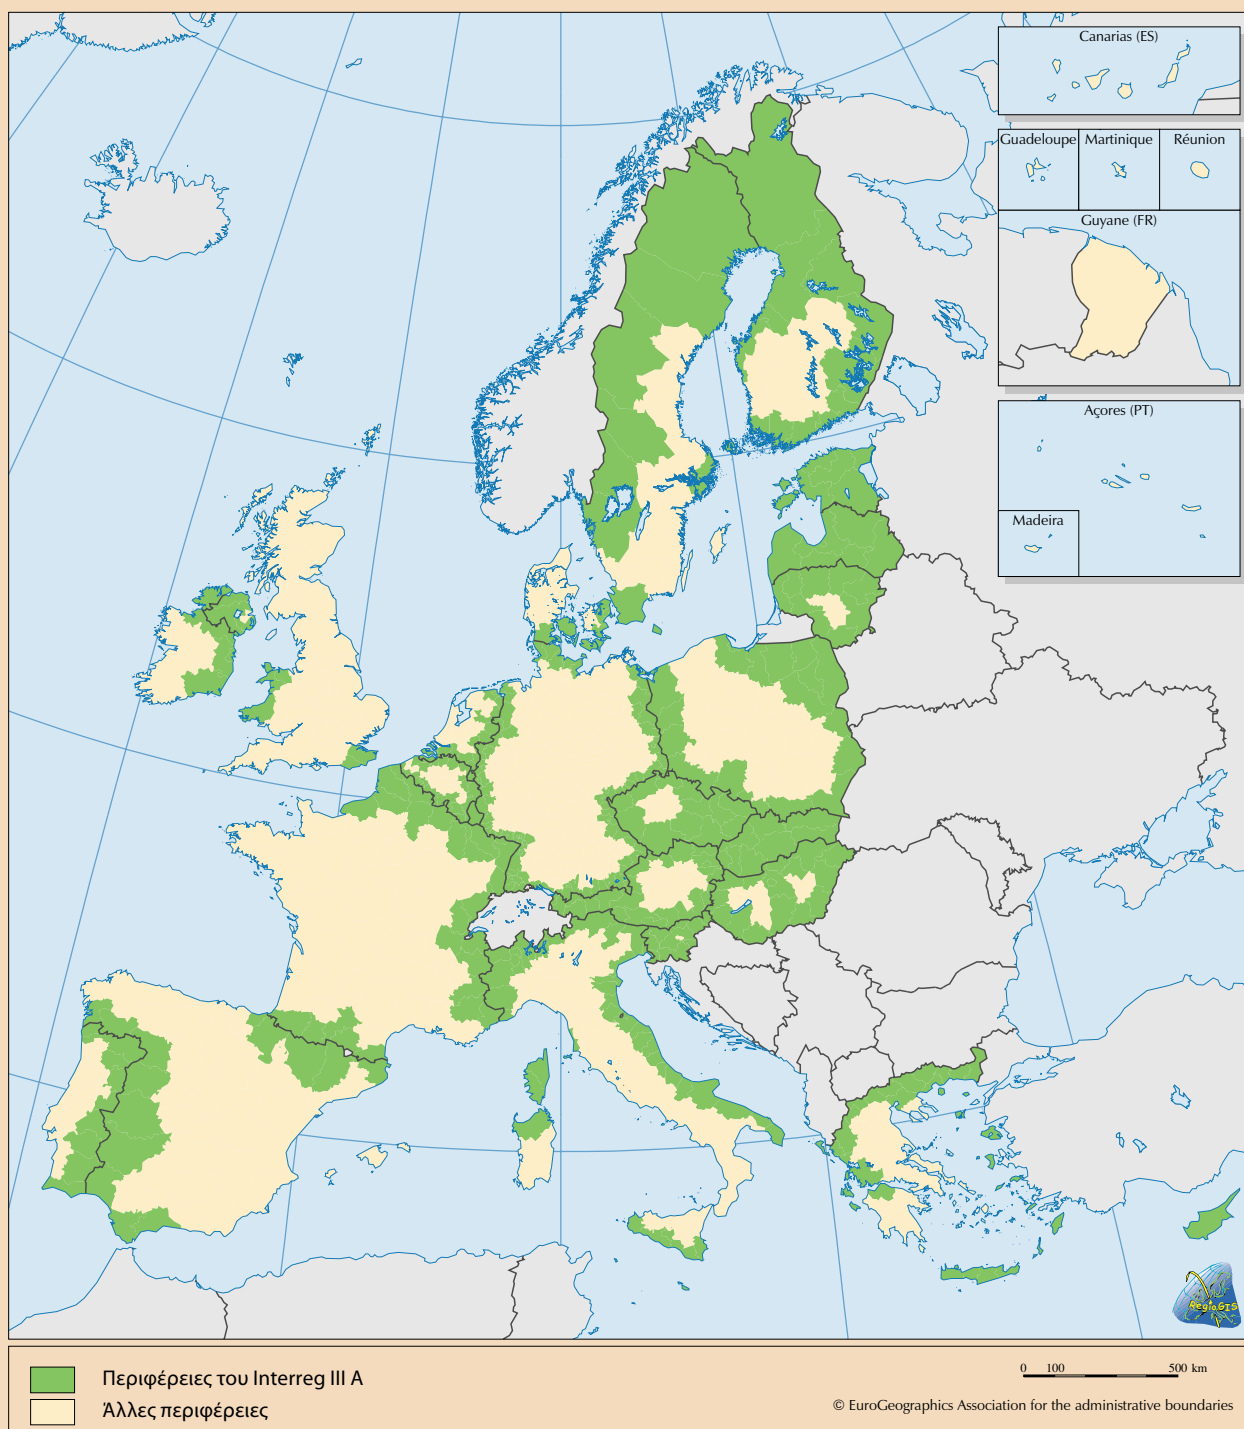 Canarias (ES)
Guadeloupe
Martinique
Réunion
Guyane (FR)
Açores (PT)
Madeira
RegioGIS
Περιφέρειες του Interreg III A
Άλλες περιφέρειες
0 100 500 km
© EuroGeographics Association for the administrative boundaries